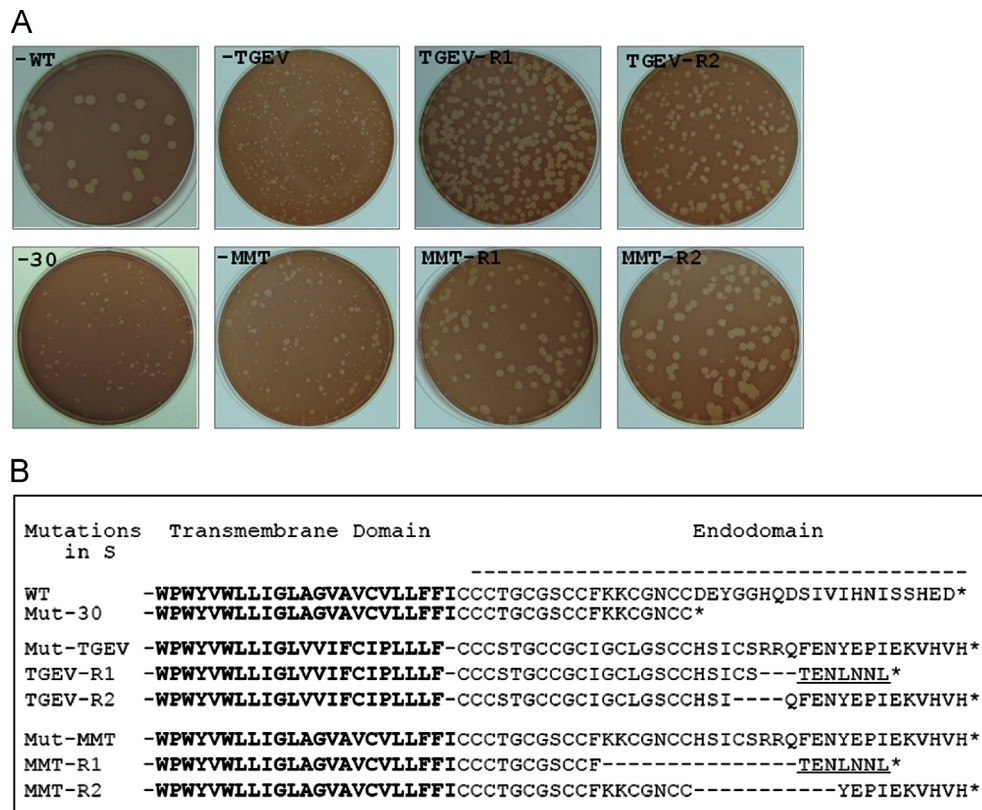 A
-WT
-TGEV
TGEV-R1
TGEV-R2
-30
-MMT
MMT-R1
MMT-R2
B
Mutations in S Transmembrane Domain Endodomain
------------------------------------
WT -WPWYVWLLIGLAGVAVCVLLFFICCCTGCGSCCFKKCGNCCDEYGGHQDSIVIHNISSHED*
Mut-30 -WPWYVWLLIGLAGVAVCVLLFFICCCTGCGSCCFKKCGNCC*
Mut-TGEV -WPWYVWLLIGLVVIFCIPLLLF-CCCSTGCCGCIGCLGSCCHSICSRRQFENYEPIEKVHVH*
TGEV-R1 -WPWYVWLLIGLVVIFCIPLLLF-CCCSTGCCGCIGCLGSCCHSICS---TENLNNL*
TGEV-R2 -WPWYVWLLIGLVVIFCIPLLLF-CCCSTGCCGCIGCLGSCCHSI----QFENYEPIEKVHVH*
Mut-MMT -WPWYVWLLIGLAGVAVCVLLFFICCCTGCGSCCFKKCGNCCHSICSRRQFENYEPIEKVHVH*
MMT-R1 -WPWYVWLLIGLAGVAVCVLLFFICCCTGCGSCCF---------------TENLNNL*
MMT-R2 -WPWYVWLLIGLAGVAVCVLLFFICCCTGCGSCCFKKCGNCC-----------YEPIEKVHVH*